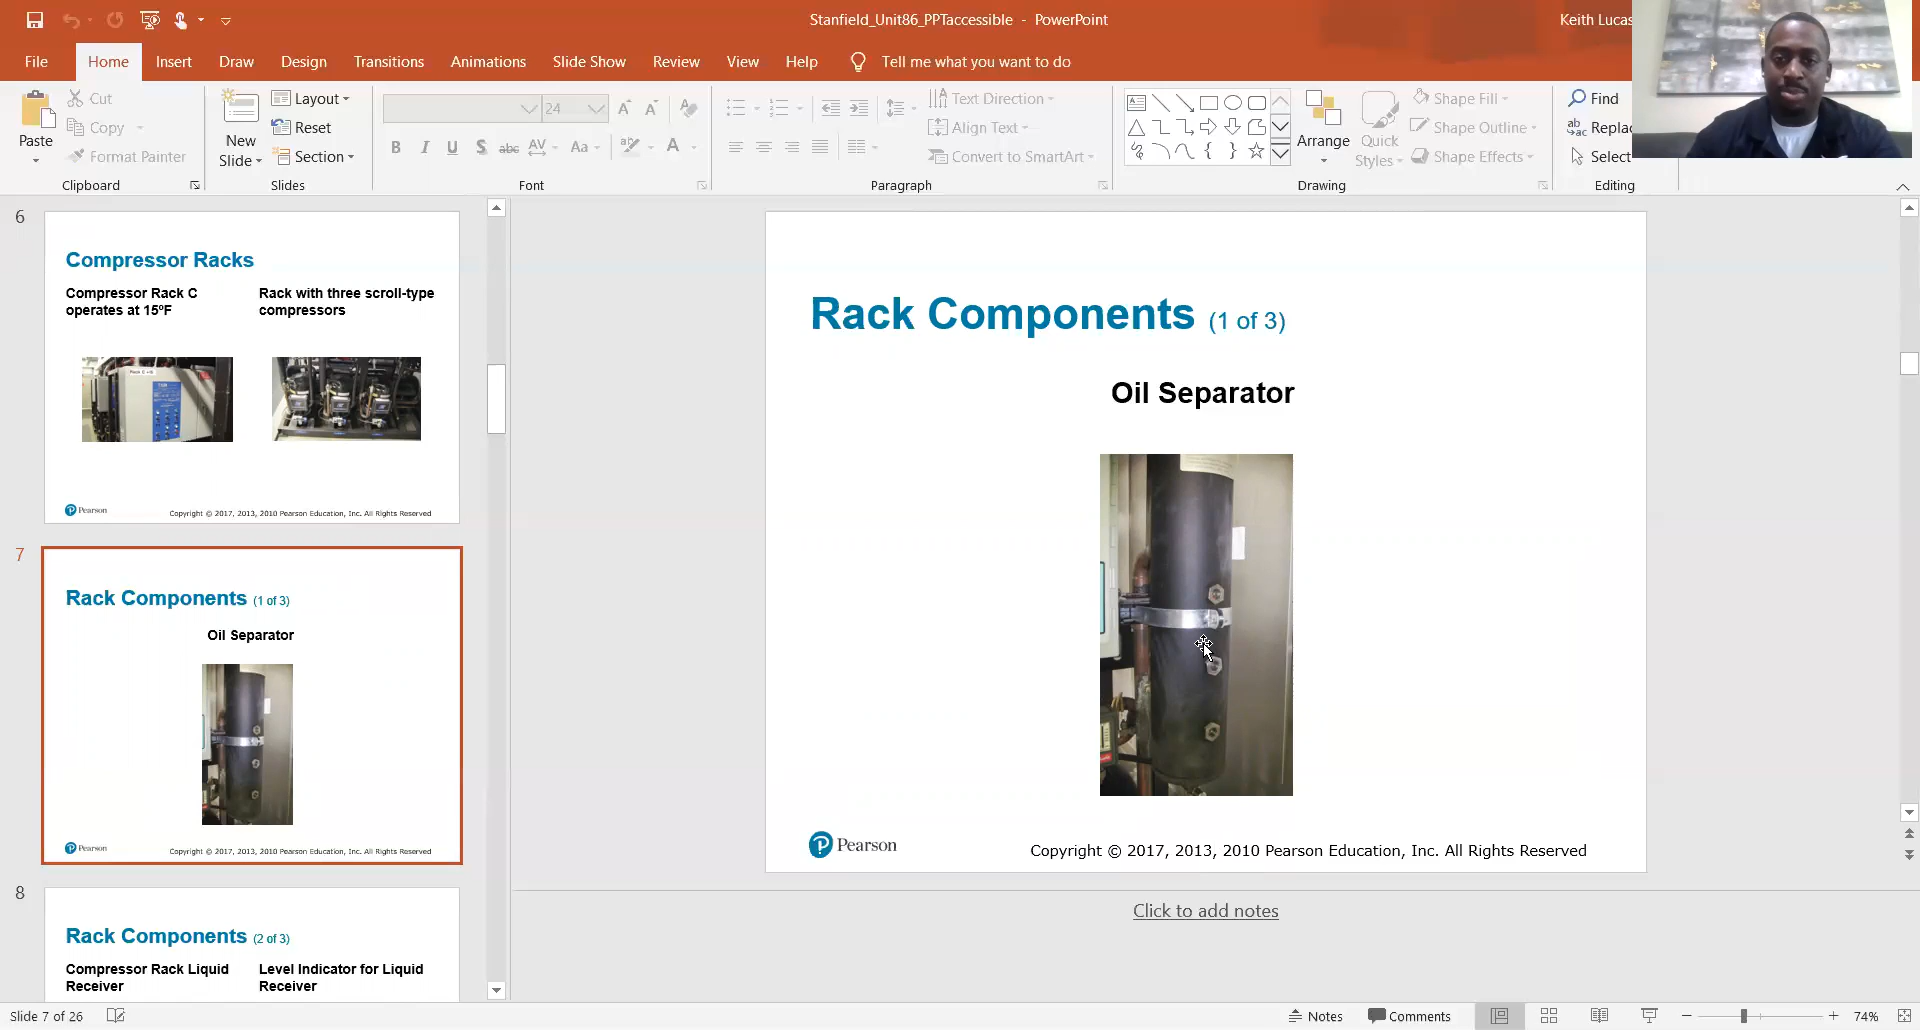 Stanfield_Unit86_PPTaccessible - PowerPoint
Keith Lucas
File Home Insert Draw Design Transitions Animations Slide Show Review View Help Tell me what you want to do
Paste
Cut
Copy
Format Painter
Clipboard
New Slide
Layout
Reset
Section
Slides
24
B I U S abc AV Aa A
Font
Text Direction
Align Text
Convert to SmartArt
Paragraph
Arrange
Quick Styles
Shape Fill
Shape Outline
Shape Effects
Drawing
Find
Replac
Select
Editing
6
Compressor Racks
Compressor Rack C operates at 15ºF
Rack with three scroll-type compressors
Pearson
Copyright © 2017, 2013, 2010 Pearson Education, Inc. All Rights Reserved
7
Rack Components (1 of 3)
Oil Separator
Pearson
Copyright © 2017, 2013, 2010 Pearson Education, Inc. All Rights Reserved
8
Rack Components (2 of 3)
Compressor Rack Liquid Receiver
Level Indicator for Liquid Receiver
Rack Components (1 of 3)
Oil Separator
Pearson
Copyright © 2017, 2013, 2010 Pearson Education, Inc. All Rights Reserved
Click to add notes
Slide 7 of 26
Notes
Comments
74%